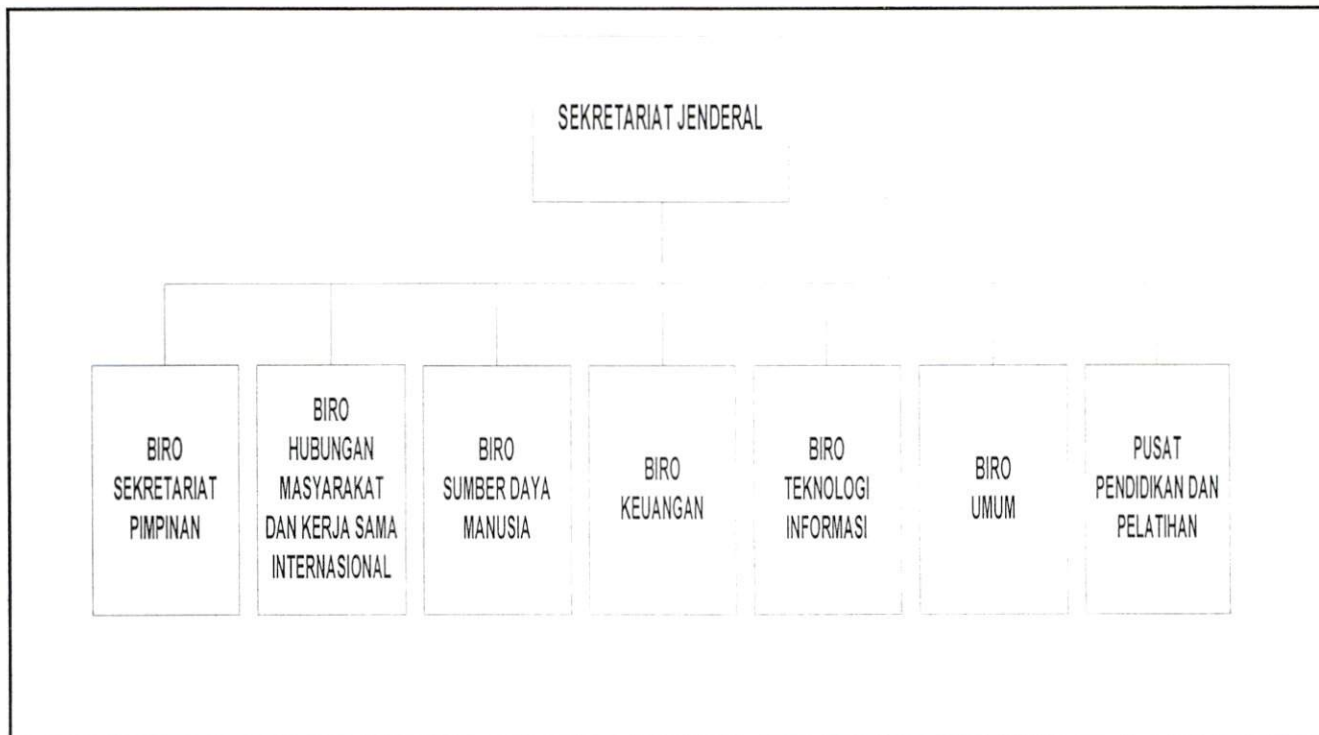 SEKRETARIAT JENDERAL
BIRO
SEKRETARIAT
PIMPINAN
BIRO
HUBUNGAN
MASYARAKAT
DAN KERJA SAMA
INTERNASIONAL
BIRO
SUMBER DAYA
MANUSIA
BIRO
KEUANGAN
BIRO
TEKNOLOGI
INFORMASI
BIRO
UMUM
PUSAT
PENDIDIKAN DAN
PELATIHAN